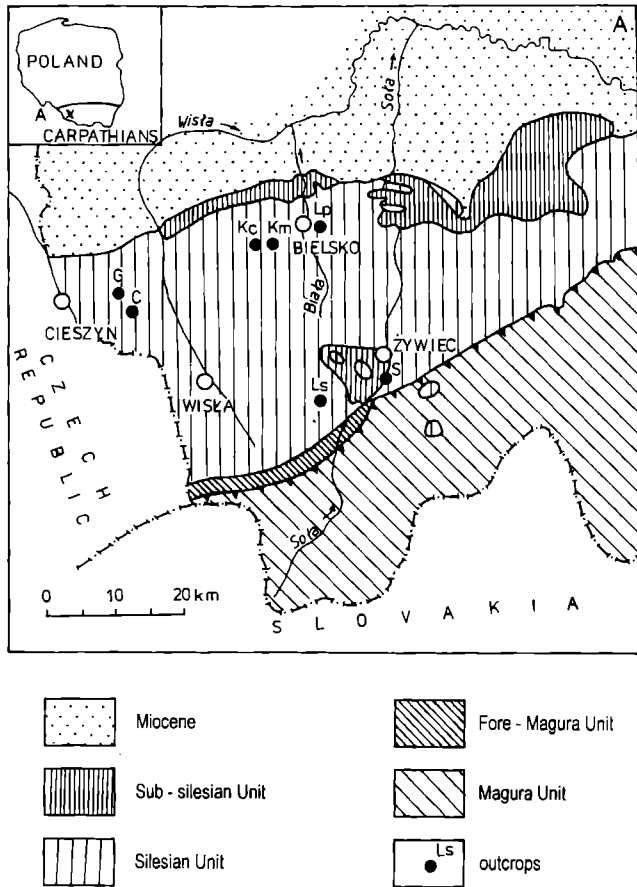 A
POLAND
A
x
CARPATHIANS
Wisła
Soła
Lp
Kc Km
BIELSKO
Biała
G
C
CIESZYN
CZECH
REPUBLIC
ŻYWIEC
S
WISŁA
Ls
Soła
0 10 20 km
SLOVAKIA
Miocene
Sub - silesian Unit
Silesian Unit
Fore - Magura Unit
Magura Unit
Ls
outcrops